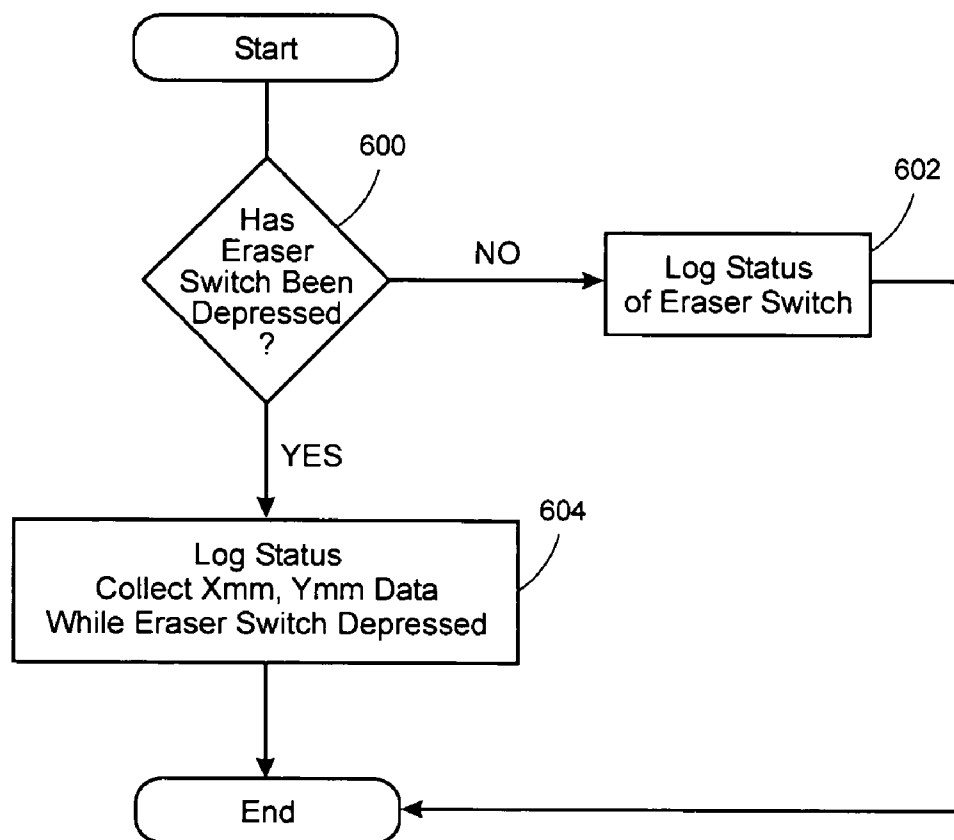 Start
600
Has
Eraser
Switch Been
Depressed
?
NO
602
Log Status
of Eraser Switch
YES
604
Log Status
Collect Xmm, Ymm Data
While Eraser Switch Depressed
End